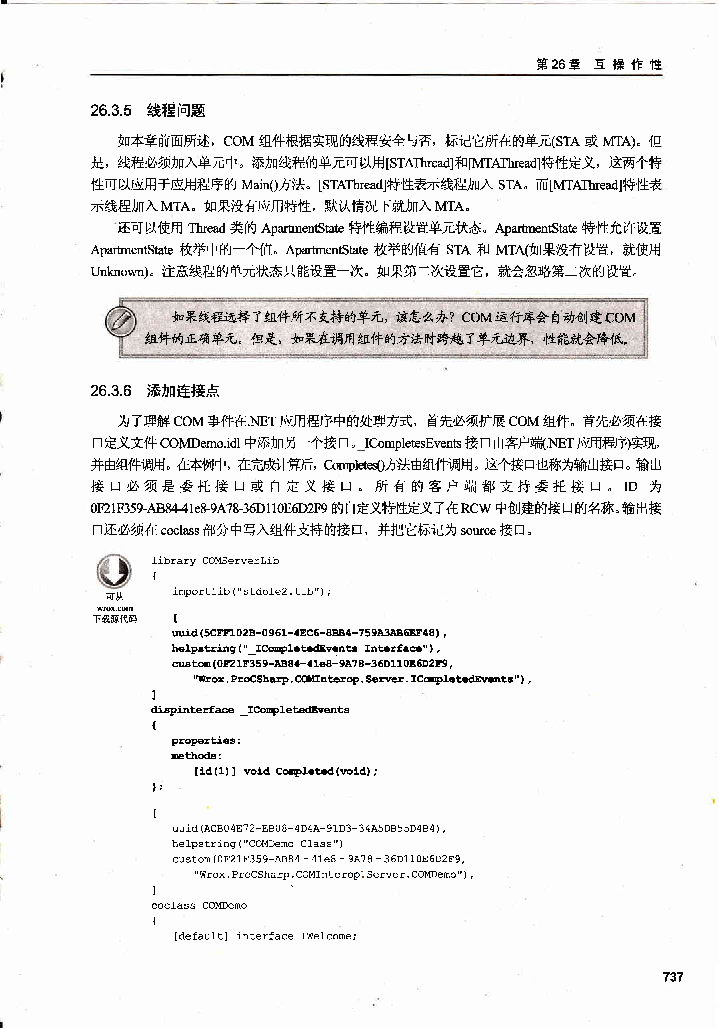 第26章 互操作性
26.3.5 线程问题
如本章前面所述，COM 组件根据实现的线程安全与否，标记它所在的单元(STA 或 MTA)。但
是，线程必须加入单元中。添加线程的单元可以用[STAThread]和[MTAThread]特性定义，这两个特
性可以应用于应用程序的 Main()方法。[STAThread]特性表示线程加入 STA。而[MTAThread]特性表
示线程加入 MTA。如果没有应用特性，默认情况下就加入 MTA。
还可以使用 Thread 类的 ApartmentState 特性编程设置单元状态。ApartmentState 特性允许设置
ApartmentState 枚举中的一个值。ApartmentState 枚举的值有 STA 和 MTA(如果没有设置，就使用
Unknown)。注意线程的单元状态只能设置一次。如果第二次设置它，就会忽略第二次的设置。
如果线程选择了组件所不支持的单元，该怎么办？COM 运行库会自动创建 COM
组件的正确单元。但是，如果在调用组件的方法时跨越了单元边界，性能就会降低。
26.3.6 添加连接点
为了理解 COM 事件在.NET 应用程序中的处理方式，首先必须扩展 COM 组件。首先必须在接
口定义文件 COMDemo.idl 中添加另一个接口。_ICompletesEvents 接口由客户端(.NET 应用程序)实现，
并由组件调用。在本例中，在完成计算后，Completes()方法由组件调用。这个接口也称为输出接口。输出
接口必须是委托接口或自定义接口。所有的客户端都支持委托接口。ID 为
0F21F359-AB84-41e8-9A78-36D110E6D2F9 的自定义特性定义了在 RCW 中创建的接口的名称。输出接
口还必须在 coclass 部分中写入组件支持的接口，并把它标记为 source 接口。
可从
wrox.com
下载源代码
library COMServerLib
{
importlib("stdole2.tlb");
[
uuid(5CFF102B-0961-4EC6-8BB4-759A3AB6EF48),
helpstring("_ICompletedEvents Interface"),
custom(0F21F359-AB84-41e8-9A78-36D110E6D2F9,
"Wrox.ProCSharp.COMInterop.Server.ICompletedEvents"),
]
dispinterface _ICompletedEvents
{
properties:
methods:
[id(1)] void Completed(void);
};
[
uuid(ACB04E72-EB08-4D4A-91D3-34A5DB55D4B4),
helpstring("COMDemo Class")
custom(0F21F359-AB84-41e8-9A78-36D110E6D2F9,
"Wrox.ProCSharp.COMInteroplServer.COMDemo"),
]
coclass COMDemo
{
[default] interface IWelcome;
737